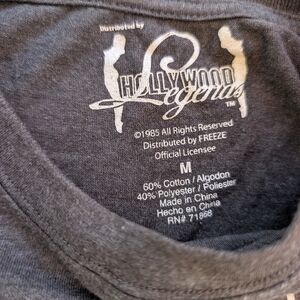 Distributed by
HOLLYWOOD
Legends
TM
©1985 All Rights Reserved
Distributed by FREEZE
Official Licensee
M
60% Cotton / Algodon
40% Polyester / Poliester
Made in China
Hecho en China
RN# 71868